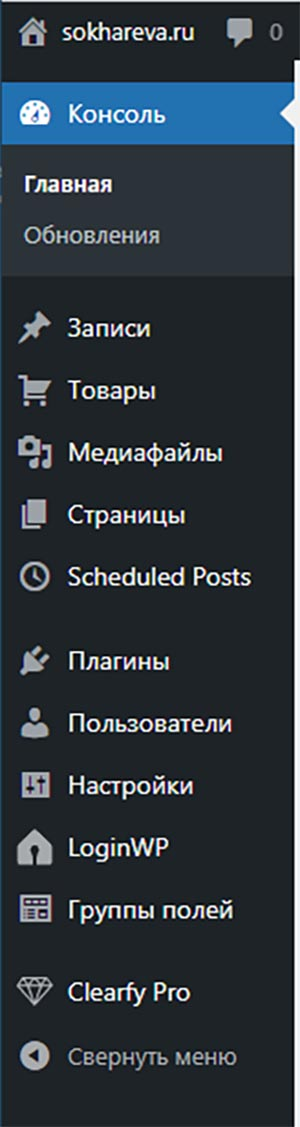 sokhareva.ru 0
Консоль
Главная
Обновления
Записи
Товары
Медиафайлы
Страницы
Scheduled Posts
Плагины
Пользователи
Настройки
LoginWP
Группы полей
Clearfy Pro
Свернуть меню